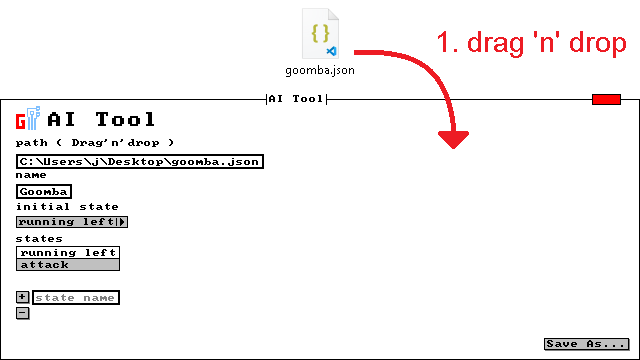 { }
1. drag 'n' drop
goomba.json
AI Tool
G AI Tool
path ( Drag'n'drop )
C:\Users\j\Desktop\goomba.json
name
Goomba
initial state
running left
states
running left
attack
+ state name
-
Save As...